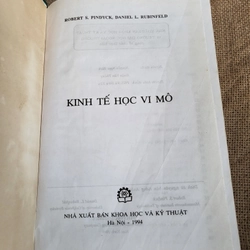 ROBERT S. PINDYCK, DANIEL L. RUBINFELD
KINH TẾ HỌC VI MÔ
NHÀ XUẤT BẢN KHOA HỌC VÀ KỸ THUẬT
Hà Nội - 1994